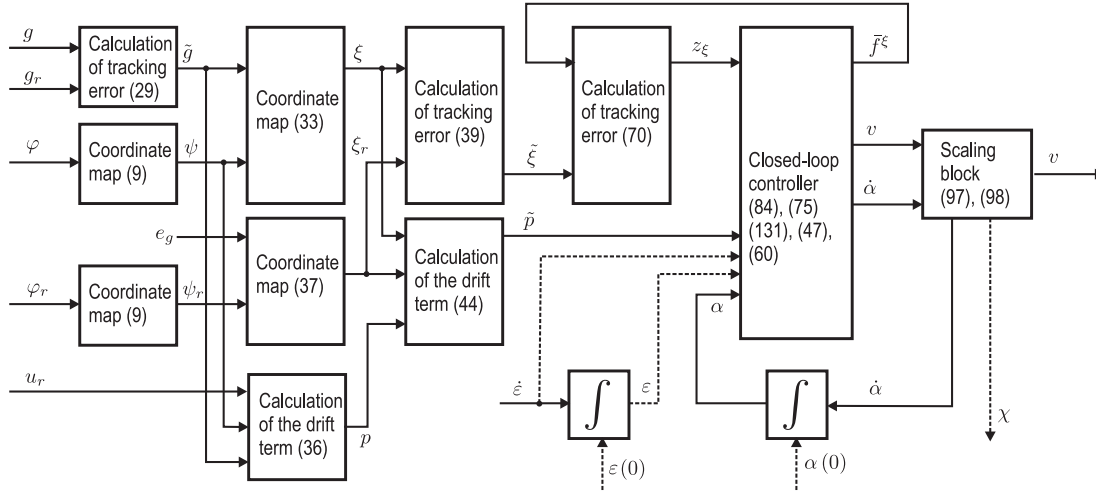 g
g_r
Calculation
of tracking
error (29)
g̃
φ
Coordinate
map (9)
ψ
Coordinate
map (33)
ξ
Calculation
of tracking
error (39)
ξ_r
ξ̃
Calculation
of tracking
error (70)
z_ξ
f̄^ξ
Closed-loop
controller
(84), (75)
(131), (47),
(60)
v
α̇
Scaling
block
(97), (98)
v
e_g
Coordinate
map (37)
φ_r
Coordinate
map (9)
ψ_r
Calculation
of the drift
term (44)
p̃
α
u_r
Calculation
of the drift
term (36)
p
ε̇
∫
ε
ε(0)
∫
α̇
α(0)
χ